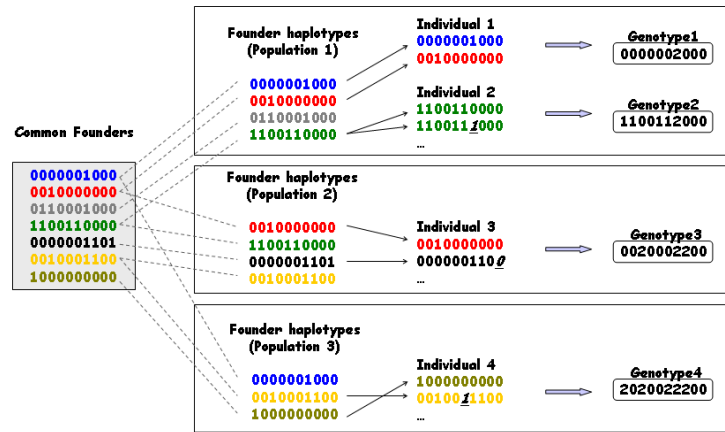 Common Founders
0000001000
0010000000
0110001000
1100110000
0000001101
0010001100
1000000000
Founder haplotypes
(Population 1)
0000001000
0010000000
0110001000
1100110000
Individual 1
0000001000
0010000000
Individual 2
1100110000
1100111000
…
Genotype1
0000002000
Genotype2
1100112000
Founder haplotypes
(Population 2)
0010000000
1100110000
0000001101
0010001100
Individual 3
0010000000
0000001100
…
Genotype3
0020002200
Founder haplotypes
(Population 3)
0000001000
0010001100
1000000000
Individual 4
1000000000
0010011100
…
Genotype4
2020022200